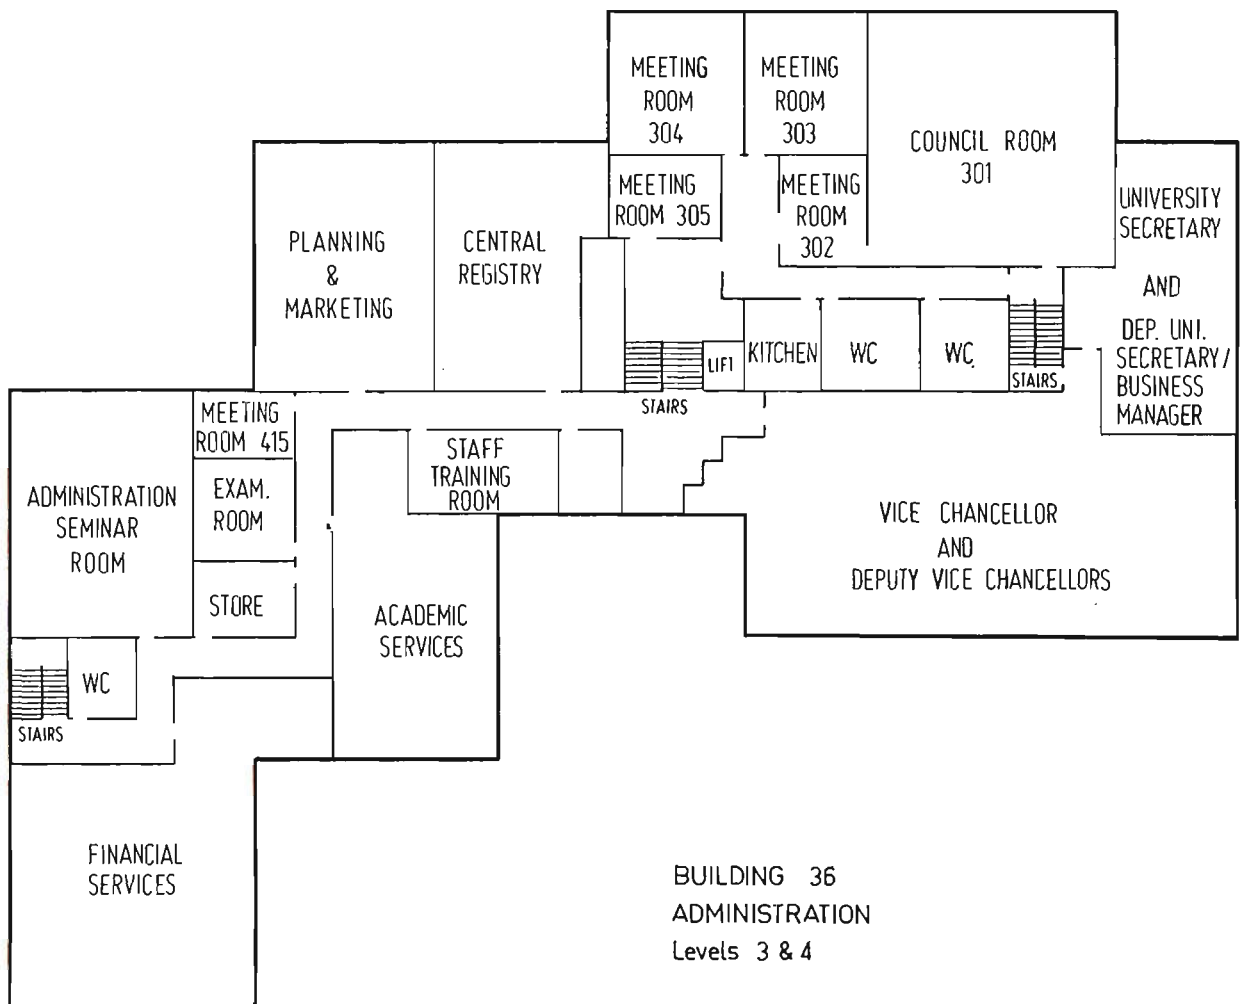 MEETING
ROOM
304
MEETING
ROOM
303
COUNCIL ROOM
301
MEETING
ROOM 305
MEETING
ROOM
302
UNIVERSITY
SECRETARY
AND
DEP. UNI.
SECRETARY/
BUSINESS
MANAGER
PLANNING
&
MARKETING
CENTRAL
REGISTRY
LIFT
KITCHEN
WC
WC
STAIRS
STAIRS
MEETING
ROOM 415
STAFF
TRAINING
ROOM
ADMINISTRATION
SEMINAR
ROOM
EXAM.
ROOM
VICE CHANCELLOR
AND
DEPUTY VICE CHANCELLORS
STORE
ACADEMIC
SERVICES
WC
STAIRS
FINANCIAL
SERVICES
BUILDING 36
ADMINISTRATION
Levels 3 & 4